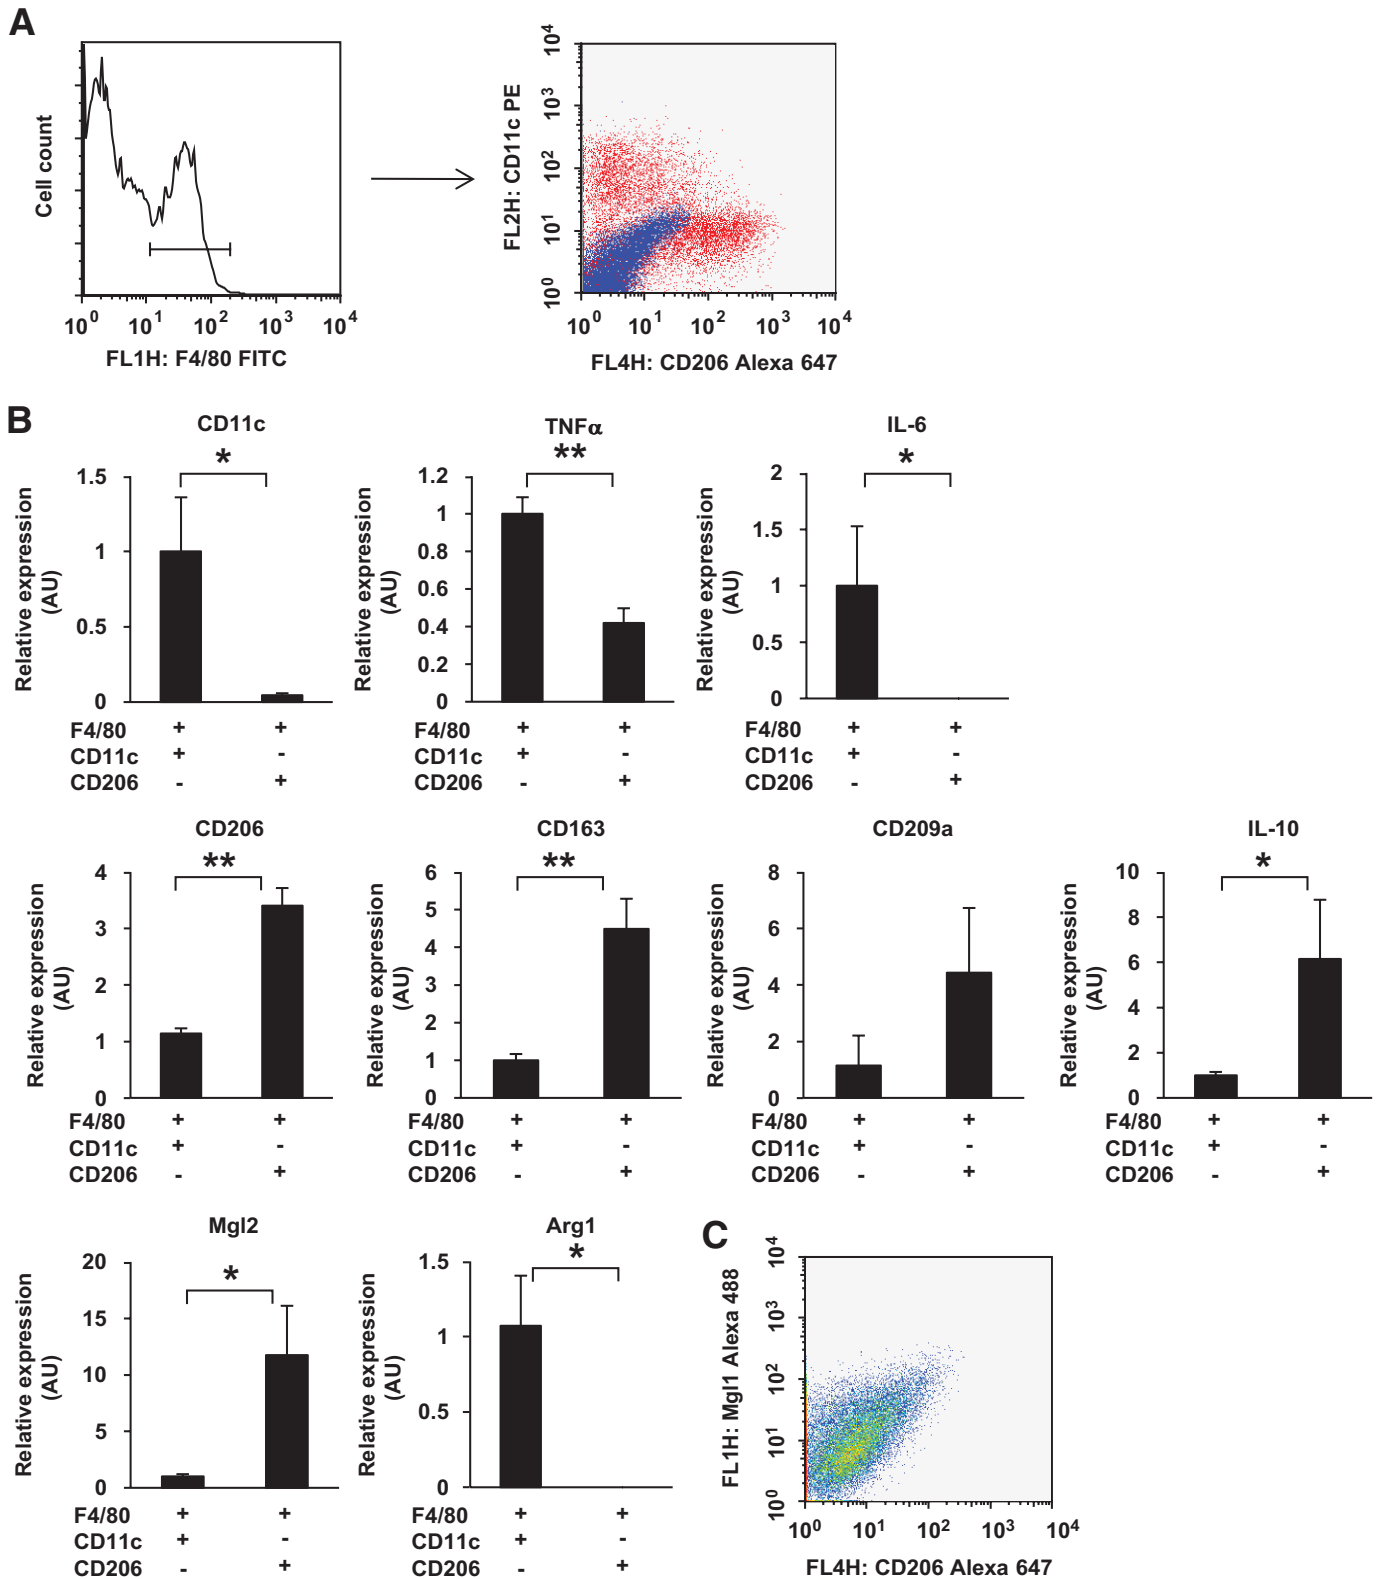 A
Cell count
10^0 10^1 10^2 10^3 10^4
FL1H: F4/80 FITC
FL2H: CD11c PE
10^4
10^3
10^2
10^1
10^0
10^0 10^1 10^2 10^3 10^4
FL4H: CD206 Alexa 647
B
CD11c
*
Relative expression
(AU)
1.5
1
0.5
0
F4/80 + +
CD11c + -
CD206 - +
TNFα
**
Relative expression
(AU)
1.2
1
0.8
0.6
0.4
0.2
0
F4/80 + +
CD11c + -
CD206 - +
IL-6
*
Relative expression
(AU)
2
1.5
1
0.5
0
F4/80 + +
CD11c + -
CD206 - +
CD206
**
Relative expression
(AU)
4
3
2
1
0
F4/80 + +
CD11c + -
CD206 - +
CD163
**
Relative expression
(AU)
6
5
4
3
2
1
0
F4/80 + +
CD11c + -
CD206 - +
CD209a
Relative expression
(AU)
8
6
4
2
0
F4/80 + +
CD11c + -
CD206 - +
IL-10
*
Relative expression
(AU)
10
8
6
4
2
0
F4/80 + +
CD11c + -
CD206 - +
Mgl2
*
Relative expression
(AU)
20
15
10
5
0
F4/80 + +
CD11c + -
CD206 - +
Arg1
*
Relative expression
(AU)
1.5
1
0.5
0
F4/80 + +
CD11c + -
CD206 - +
C
FL1H: Mgl1 Alexa 488
10^4
10^3
10^2
10^1
10^0
10^0 10^1 10^2 10^3 10^4
FL4H: CD206 Alexa 647